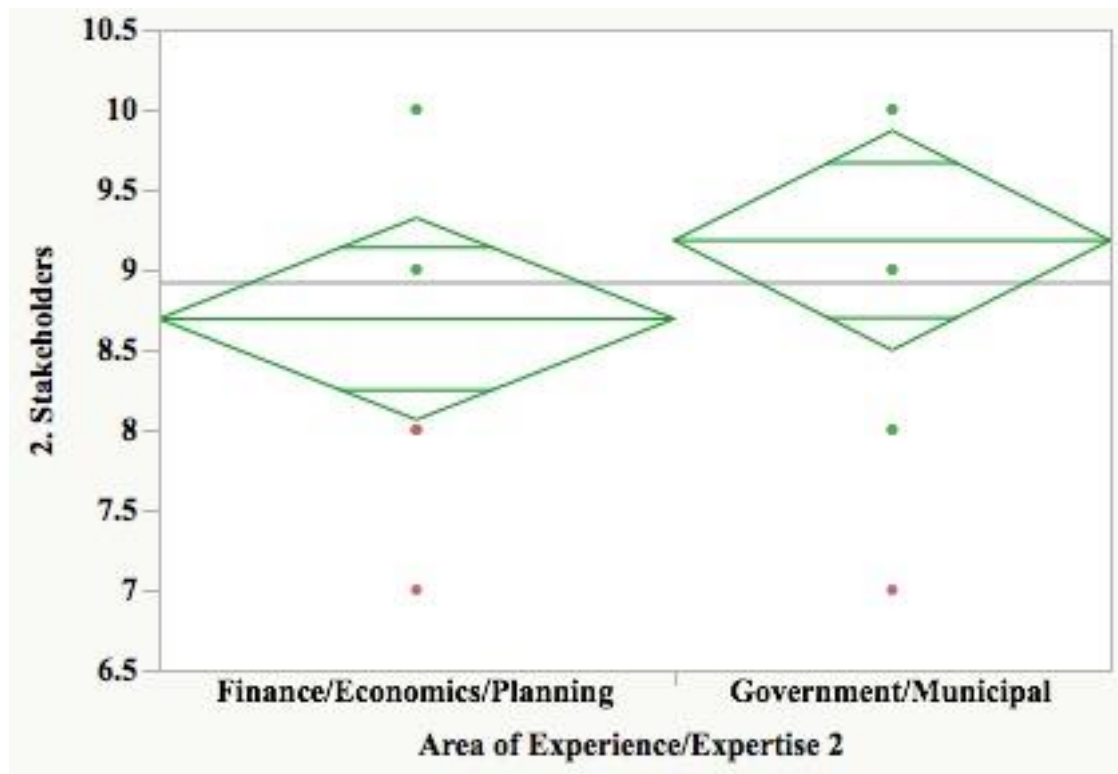 10.5
10
9.5
9
8.5
8
7.5
7
6.5
2. Stakeholders
Finance/Economics/Planning
Government/Municipal
Area of Experience/Expertise 2